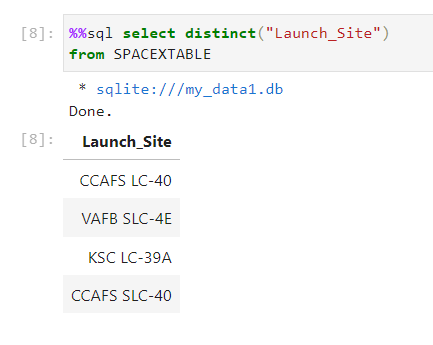 [8]: %%sql select distinct("Launch_Site")
from SPACEXTABLE
* sqlite:///my_data1.db
Done.
[8]: Launch_Site
CCAFS LC-40
VAFB SLC-4E
KSC LC-39A
CCAFS SLC-40